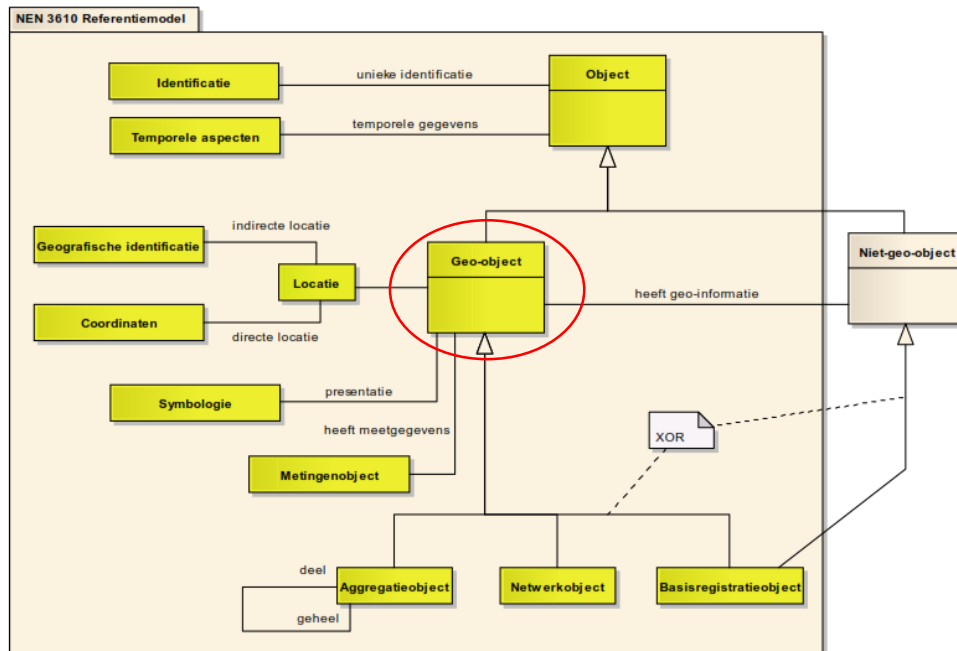 NEN 3610 Referentiemodel
Object
unieke identificatie
Identificatie
temporele gegevens
Temporele aspecten
indirecte locatie
Geografische identificatie
Geo-object
Niet-geo-object
Locatie
heeft geo-informatie
Coordinaten
directe locatie
presentatie
Symbologie
heeft meetgegevens
XOR
Metingenobject
deel
Aggregatieobject
Netwerkobject
Basisregistratieobject
geheel